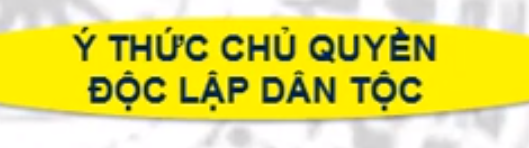 Ý THỨC CHỦ QUYỀN
ĐỘC LẬP DÂN TỘC